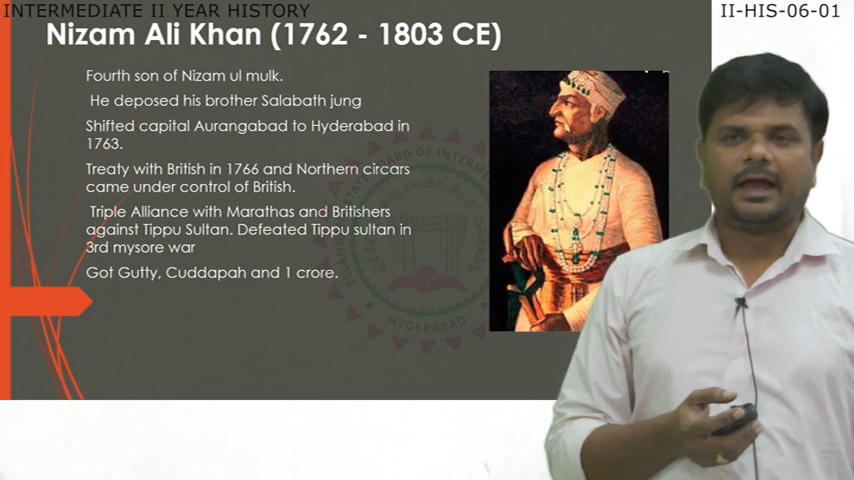 INTERMEDIATE II YEAR HISTORY
II-HIS-06-01
Nizam Ali Khan (1762 - 1803 CE)
Fourth son of Nizam ul mulk.
He deposed his brother Salabath jung
Shifted capital Aurangabad to Hyderabad in
1763.
Treaty with British in 1766 and Northern circars
came under control of British.
Triple Alliance with Marathas and Britishers
against Tippu Sultan. Defeated Tippu sultan in
3rd mysore war
Got Gutty, Cuddapah and 1 crore.
HYDERABAD